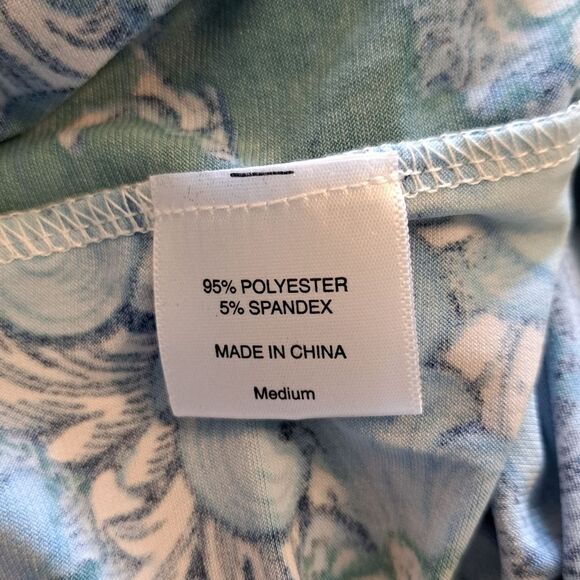 95% POLYESTER
5% SPANDEX
MADE IN CHINA
Medium